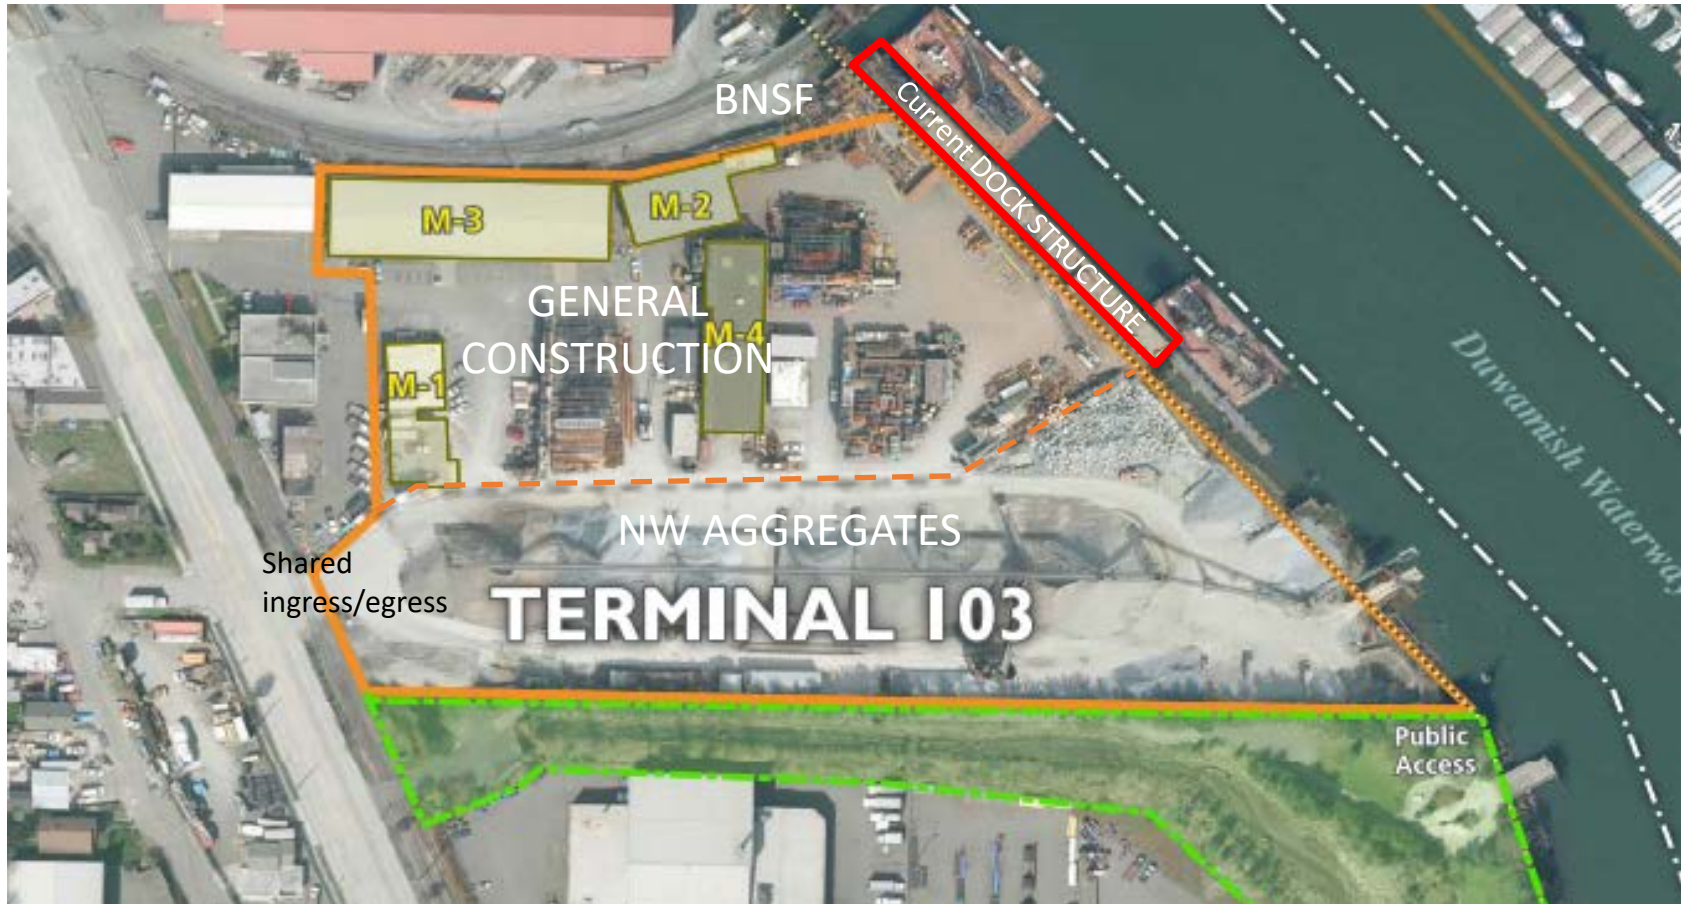 BNSF
Current DOCK STRUCTURE
M-3
M-2
GENERAL
CONSTRUCTION
M-4
M-1
Duwamish Waterway
NW AGGREGATES
Shared
ingress/egress
TERMINAL 103
Public
Access